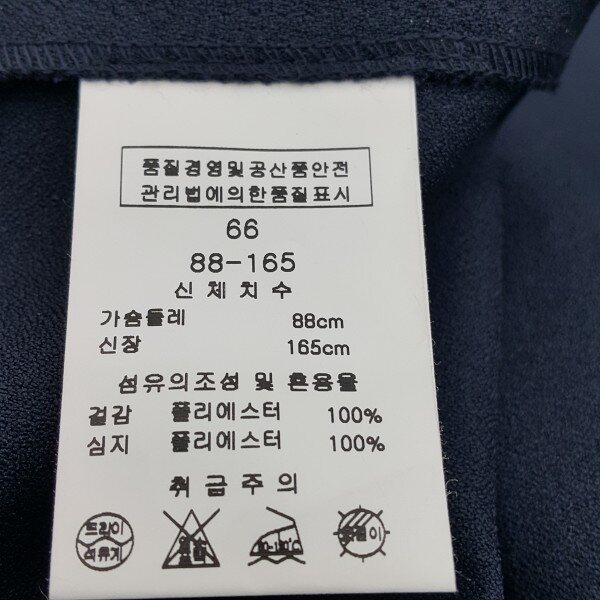 품질경영및공산품안전
관리법에의한품질표시
66
88-165
신체치수
가슴둘레 88cm
신장 165cm
섬유의조성 및 혼용율
겉감 폴리에스터 100%
심지 폴리에스터 100%
취급주의
드라이
석유계